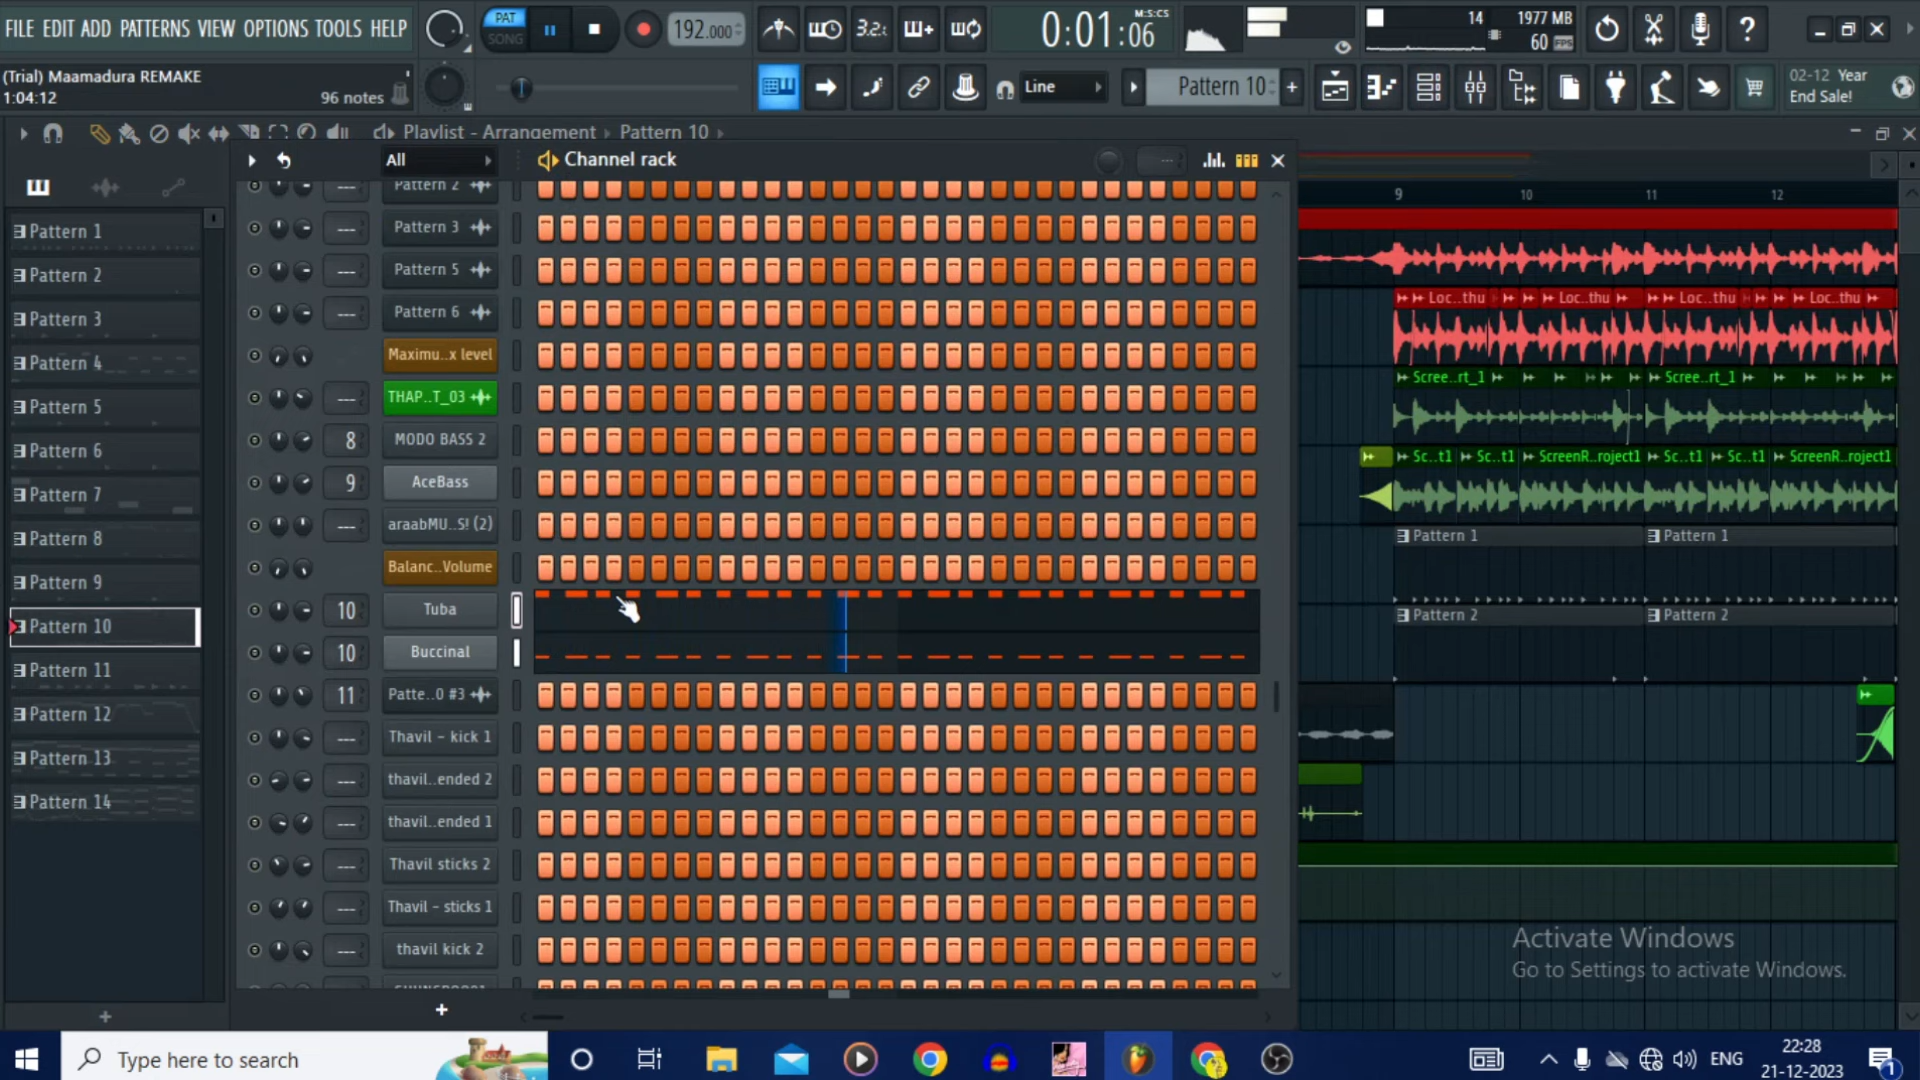 FILE EDIT ADD PATTERNS VIEW OPTIONS TOOLS HELP
PAT
SONG
192.000
3.2:
0:01:06
M:S:CS
14
1977 MB
60
(Trial) Maamadura REMAKE
1:04:12
96 notes
Line
Pattern 10
02-12 Year
End Sale!
Playlist - Arrangement
Pattern 10
All
Channel rack
9
10
11
12
Pattern 1
Pattern 2
Pattern 3
Pattern 4
Pattern 5
Pattern 6
Pattern 7
Pattern 8
Pattern 9
Pattern 10
Pattern 11
Pattern 12
Pattern 13
Pattern 14
Pattern 2
Pattern 3
Pattern 5
Pattern 6
Maximu..x level
THAP..T_03
8
MODO BASS 2
9
AceBass
araabMU..S! (2)
Balanc..Volume
10
Tuba
10
Buccinal
11
Patte..0 #3
Thavil - kick 1
thavil..ended 2
thavil..ended 1
Thavil sticks 2
Thavil - sticks 1
thavil kick 2
Loc..thu
Loc..thu
Loc..thu
Loc..thu
Scree..rt_1
Scree..rt_1
Sc..t1
Sc..t1
ScreenR..roject1
Sc..t1
Sc..t1
ScreenR..roject1
Pattern 1
Pattern 1
Pattern 2
Pattern 2
Activate Windows
Go to Settings to activate Windows.
Type here to search
ENG
22:28
21-12-2023
1